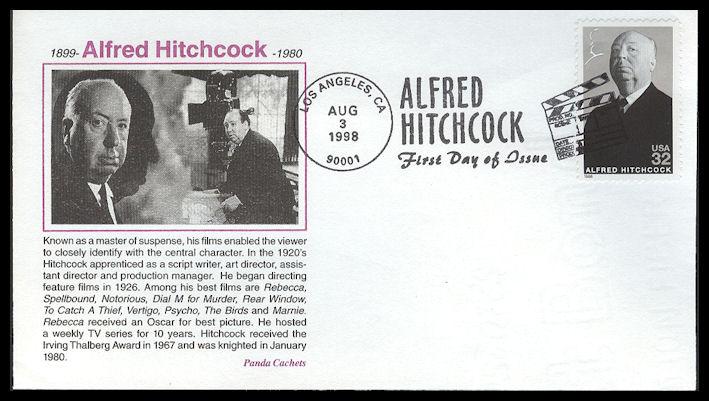 1899- Alfred Hitchcock -1980
Known as a master of suspense, his films enabled the viewer
to closely identify with the central character. In the 1920's
Hitchcock apprenticed as a script writer, art director, assis-
tant director and production manager. He began directing
feature films in 1926. Among his best films are Rebecca,
Spellbound, Notorious, Dial M for Murder, Rear Window,
To Catch A Thief, Vertigo, Psycho, The Birds and Marnie.
Rebecca received an Oscar for best picture. He hosted
a weekly TV series for 10 years. Hitchcock received the
Irving Thalberg Award in 1967 and was knighted in January
1980.
Panda Cachets
LOS ANGELES, CA
AUG
3
1998
90001
ALFRED
HITCHCOCK
First Day of Issue
PROD. NO.
SCENE
DATE
USA
32
ALFRED HITCHCOCK
1998